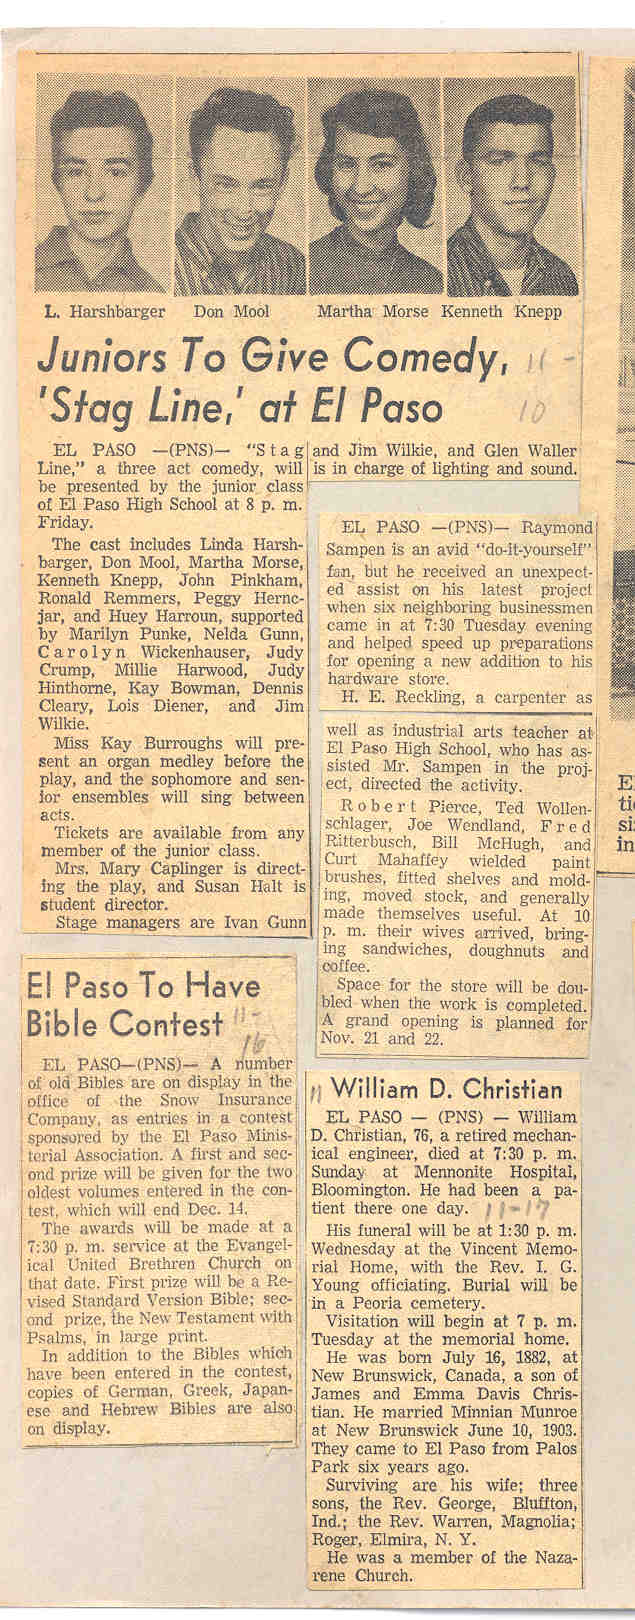 L. Harshbarger Don Mool Martha Morse Kenneth Knepp
Juniors To Give Comedy,
'Stag Line,' at El Paso
11-
10
EL PASO —(PNS)— "Stag
Line," a three act comedy, will
be presented by the junior class
of El Paso High School at 8 p. m.
Friday.
The cast includes Linda Harsh-
barger, Don Mool, Martha Morse,
Kenneth Knepp, John Pinkham,
Ronald Remmers, Peggy Hernc-
jar, and Huey Harroun, supported
by Marilyn Punke, Nelda Gunn,
Carolyn Wickenhauser, Judy
Crump, Millie Harwood, Judy
Hinthorne, Kay Bowman, Dennis
Cleary, Lois Diener, and Jim
Wilkie.
Miss Kay Burroughs will pre-
sent an organ medley before the
play, and the sophomore and sen-
ior ensembles will sing between
acts.
Tickets are available from any
member of the junior class.
Mrs. Mary Caplinger is direct-
ing the play, and Susan Halt is
student director.
Stage managers are Ivan Gunn
and Jim Wilkie, and Glen Waller
is in charge of lighting and sound.
EL PASO —(PNS)— Raymond
Sampen is an avid "do-it-yourself"
fan, but he received an unexpect-
ed assist on his latest project
when six neighboring businessmen
came in at 7:30 Tuesday evening
and helped speed up preparations
for opening a new addition to his
hardware store.
H. E. Reckling, a carpenter as
well as industrial arts teacher at
El Paso High School, who has as-
sisted Mr. Sampen in the proj-
ect, directed the activity.
Robert Pierce, Ted Wollen-
schlager, Joe Wendland, Fred
Ritterbusch, Bill McHugh, and
Curt Mahaffey wielded paint
brushes, fitted shelves and mold-
ing, moved stock, and generally
made themselves useful. At 10
p. m. their wives arrived, bring-
ing sandwiches, doughnuts and
coffee.
Space for the store will be dou-
bled when the work is completed.
A grand opening is planned for
Nov. 21 and 22.
El Paso To Have
Bible Contest
11-
16
EL PASO—(PNS)— A number
of old Bibles are on display in the
office of the Snow Insurance
Company, as entries in a contest
sponsored by the El Paso Minis-
terial Association. A first and sec-
ond prize will be given for the two
oldest volumes entered in the con-
test, which will end Dec. 14.
The awards will be made at a
7:30 p. m. service at the Evangel-
ical United Brethren Church on
that date. First prize will be a Re-
vised Standard Version Bible; sec-
ond prize, the New Testament with
Psalms, in large print.
In addition to the Bibles which
have been entered in the contest,
copies of German, Greek, Japan-
ese and Hebrew Bibles are also
on display.
William D. Christian
EL PASO — (PNS) — William
D. Christian, 76, a retired mechan-
ical engineer, died at 7:30 p. m.
Sunday at Mennonite Hospital,
Bloomington. He had been a pa-
tient there one day. 11-17
His funeral will be at 1:30 p. m.
Wednesday at the Vincent Memo-
rial Home, with the Rev. I. G.
Young officiating. Burial will be
in a Peoria cemetery.
Visitation will begin at 7 p. m.
Tuesday at the memorial home.
He was born July 16, 1882, at
New Brunswick, Canada, a son of
James and Emma Davis Chris-
tian. He married Minnian Munroe
at New Brunswick June 10, 1903.
They came to El Paso from Palos
Park six years ago.
Surviving are his wife; three
sons, the Rev. George, Bluffton,
Ind.; the Rev. Warren, Magnolia;
Roger, Elmira, N. Y.
He was a member of the Naza-
rene Church.